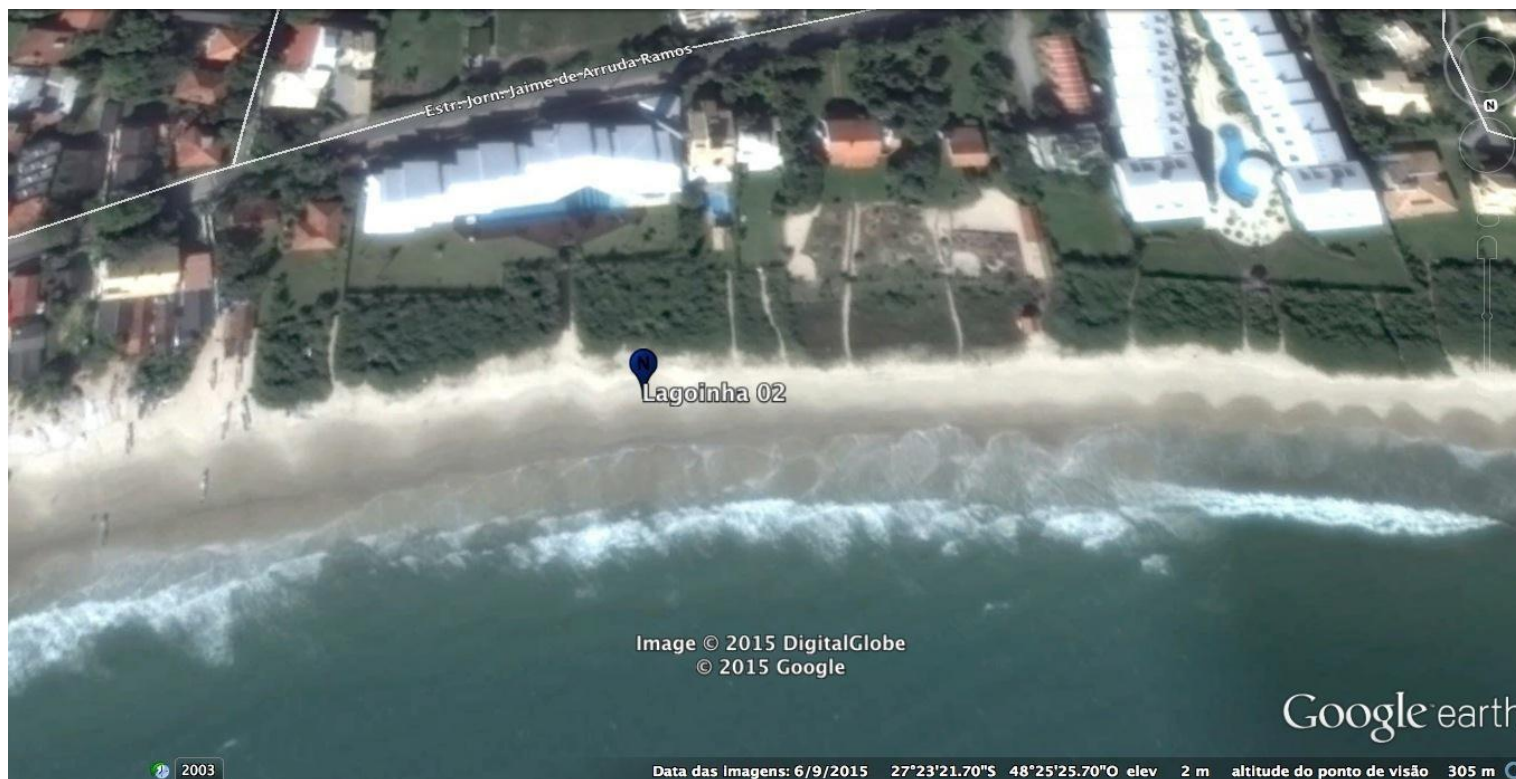 Estr. Jorn. Jaime de Arruda Ramos
N
N
Lagoinha 02
Image © 2015 DigitalGlobe
© 2015 Google
Google earth
2003
Data das imagens: 6/9/2015 27°23'21.70"S 48°25'25.70"O elev 2 m altitude do ponto de visão 305 m